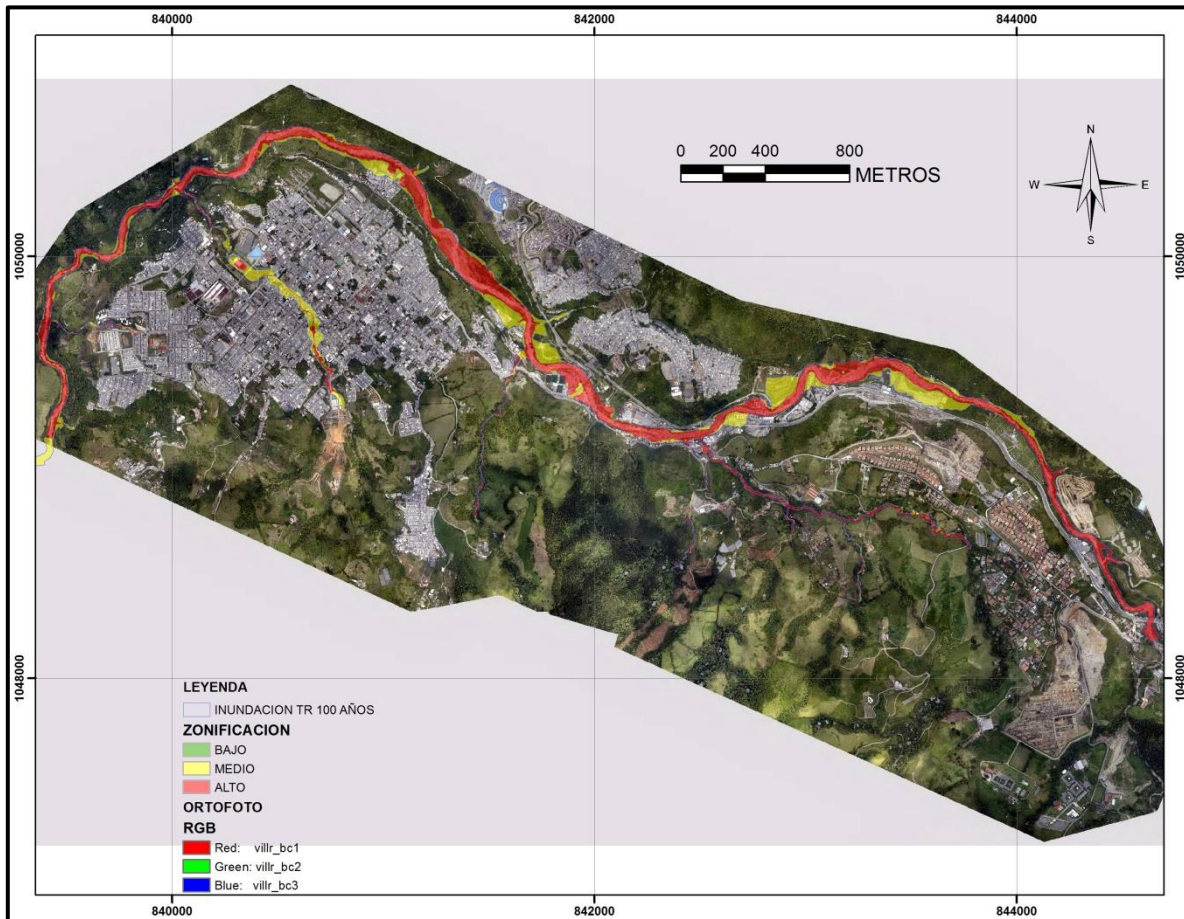 840000 842000 844000
0 200 400 800
METROS
N
W E
S
1050000 1050000
1048000 1048000
LEYENDA
INUNDACION TR 100 AÑOS
ZONIFICACION
BAJO
MEDIO
ALTO
ORTOFOTO
RGB
Red: villr_bc1
Green: villr_bc2
Blue: villr_bc3
840000 842000 844000